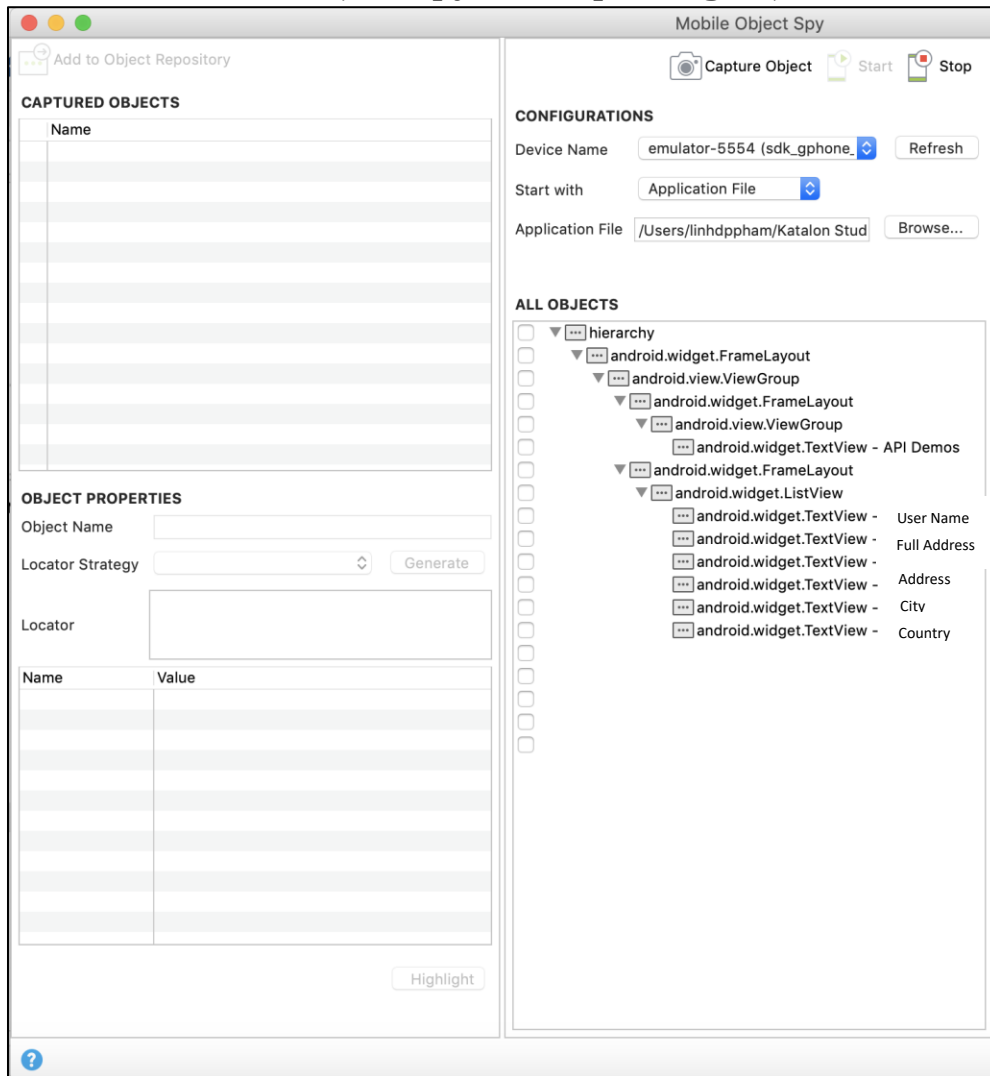 Mobile Object Spy
Add to Object Repository
CAPTURED OBJECTS
Name
OBJECT PROPERTIES
Object Name
Locator Strategy
Generate
Locator
Name Value
Highlight
?
Capture Object Start Stop
CONFIGURATIONS
Device Name emulator-5554 (sdk_gphone_ Refresh
Start with Application File
Application File /Users/linhdppham/Katalon Stud Browse...
ALL OBJECTS
hierarchy
android.widget.FrameLayout
android.view.ViewGroup
android.widget.FrameLayout
android.view.ViewGroup
android.widget.TextView - API Demos
android.widget.FrameLayout
android.widget.ListView
android.widget.TextView - User Name
android.widget.TextView - Full Address
android.widget.TextView -
android.widget.TextView - Address
android.widget.TextView - City
android.widget.TextView - Country